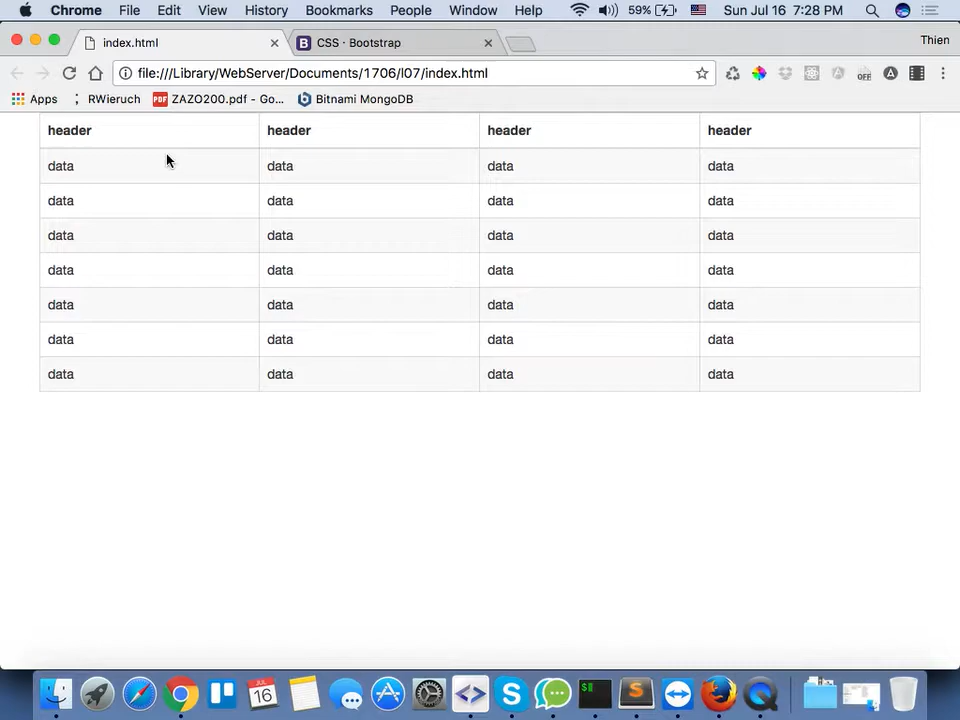 Chrome File Edit View History Bookmarks People Window Help 59% Sun Jul 16 7:28 PM
index.html CSS · Bootstrap Thien
file:///Library/WebServer/Documents/1706/l07/index.html OFF A
Apps ; RWieruch PDF ZAZO200.pdf - Go... Bitnami MongoDB
header header header header
data data data data
data data data data
data data data data
data data data data
data data data data
data data data data
data data data data
JUL
16